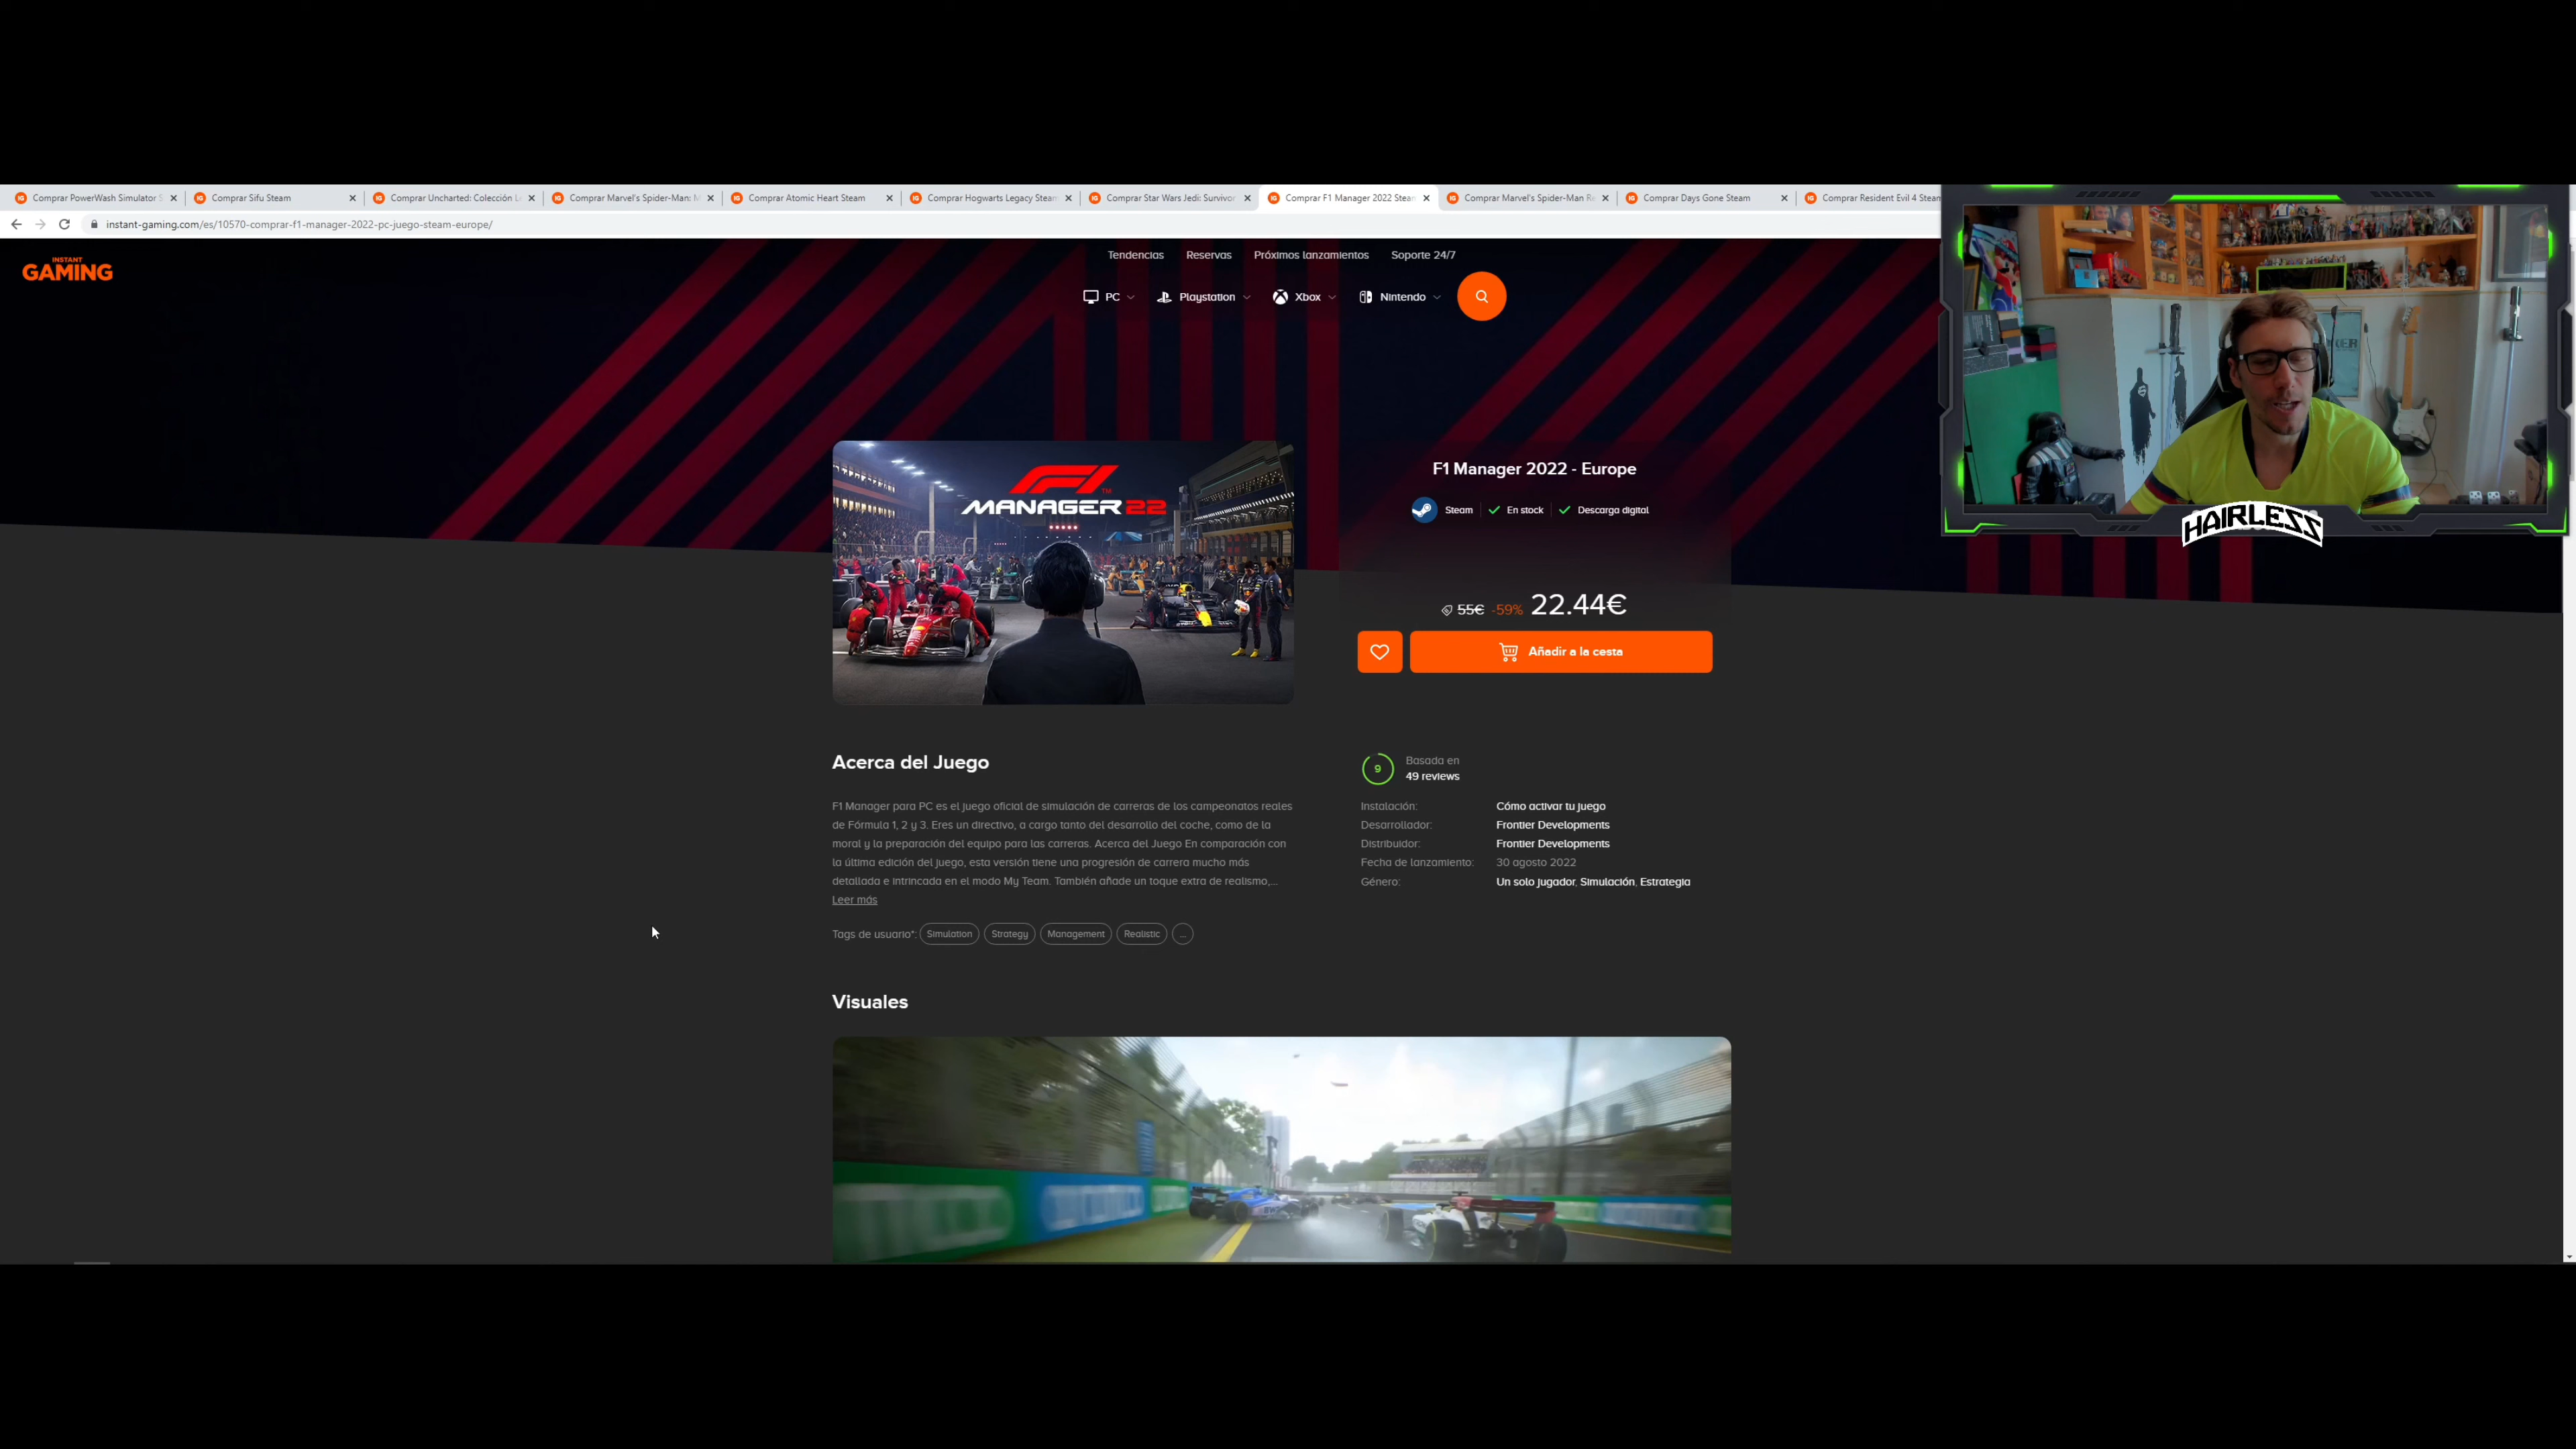 Comprar PowerWash Simulator S
Comprar Sifu Steam
Comprar Uncharted: Colección L
Comprar Marvel's Spider-Man: M
Comprar Atomic Heart Steam
Comprar Hogwarts Legacy Steam
Comprar Star Wars Jedi: Survivor
Comprar F1 Manager 2022 Steam
Comprar Marvel's Spider-Man Re
Comprar Days Gone Steam
Comprar Resident Evil 4 Steam
instant-gaming.com/es/10570-comprar-f1-manager-2022-pc-juego-steam-europe/
INSTANT
GAMING
Tendencias Reservas Próximos lanzamientos Soporte 24/7
PC Playstation Xbox Nintendo
HAIRLESS
F1
MANAGER 22
F1 Manager 2022 - Europe
Steam En stock Descarga digital
55€ -59% 22.44€
Añadir a la cesta
Acerca del Juego
F1 Manager para PC es el juego oficial de simulación de carreras de los campeonatos reales
de Fórmula 1, 2 y 3. Eres un directivo, a cargo tanto del desarrollo del coche, como de la
moral y la preparación del equipo para las carreras. Acerca del Juego En comparación con
la última edición del juego, esta versión tiene una progresión de carrera mucho más
detallada e intrincada en el modo My Team. También añade un toque extra de realismo,...
Leer más
Tags de usuario*: Simulation Strategy Management Realistic ...
9
Basada en
49 reviews
Instalación: Cómo activar tu juego
Desarrollador: Frontier Developments
Distribuidor: Frontier Developments
Fecha de lanzamiento: 30 agosto 2022
Género: Un solo jugador, Simulación, Estrategia
Visuales